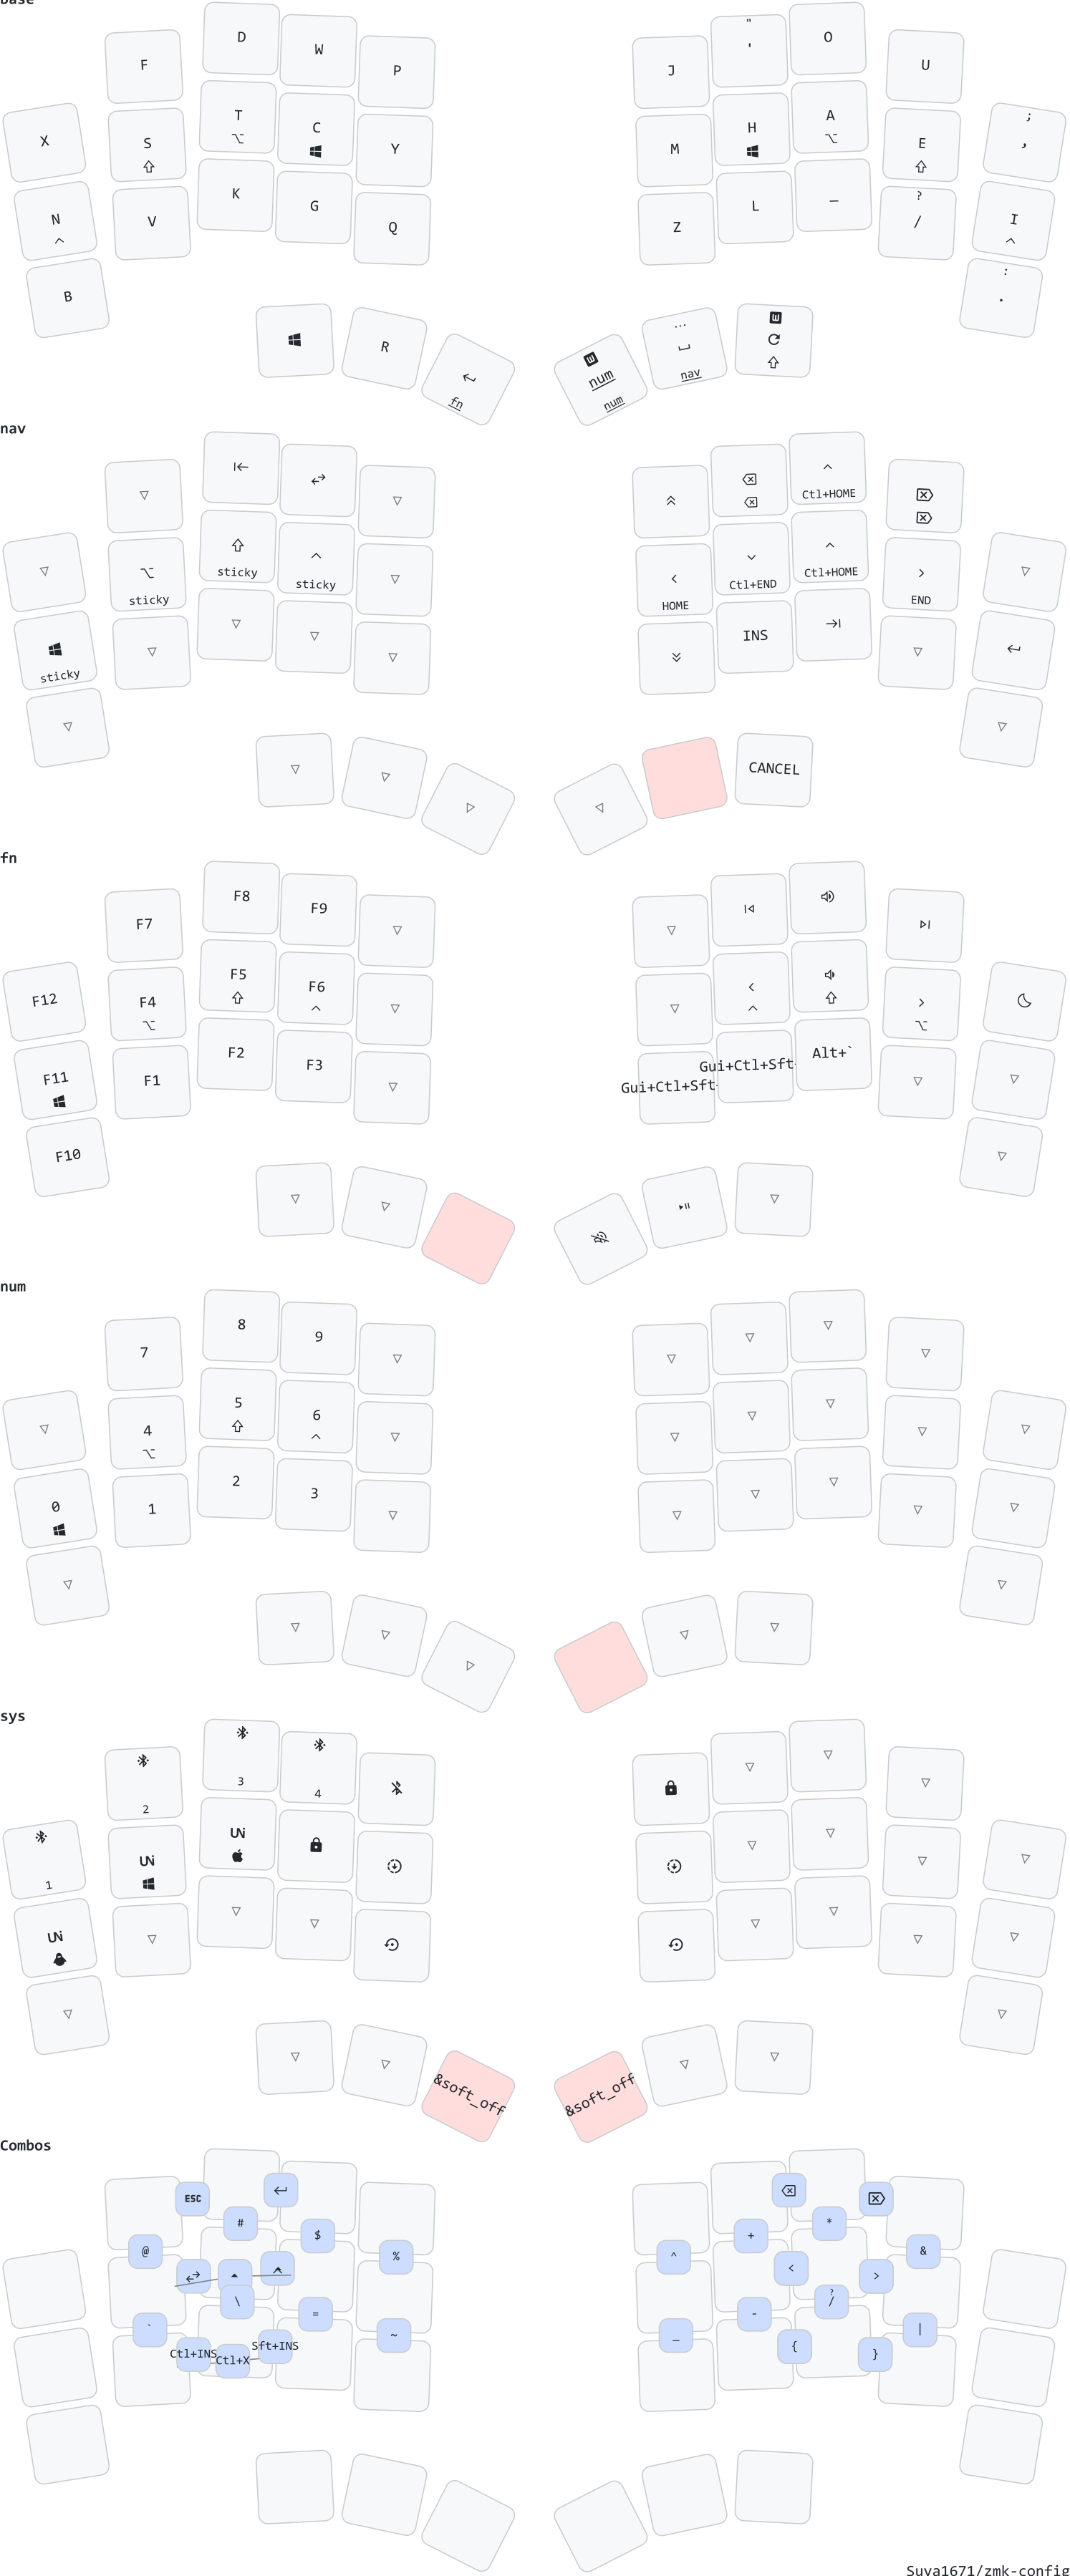 Base
D W P J " ' O
F U
X S T ⌥ C Y M H A ⌥ E ; ,
⇧ ⇧
N ^ V K G Q Z L _ ? / I ^
B : .
R ↵ fn num num … ␣ nav ⇧
nav
▽ ⇤ ▽ Ctl+HOME
▽ ⌥ sticky ⇧ sticky ^ sticky ▽ < HOME Ctl+END Ctl+HOME > END ▽
sticky ▽ ▽ ▽ ▽ INS ▽ ↵
▽ ▽
▽ ▽ ▷ ◁ CANCEL
fn
F7 F8 F9 ▽ ▽
F12 F4 ⌥ F5 ⇧ F6 ^ ▽ ▽ < ^ ⇧ > ⌥
F11 F1 F2 F3 ▽ Gui+Ctl+Sft- Gui+Ctl+Sft- Alt+` ▽ ▽
F10 ▽
▽ ▽ ▽
num
7 8 9 ▽ ▽ ▽ ▽ ▽
▽ 4 ⌥ 5 ⇧ 6 ^ ▽ ▽ ▽ ▽ ▽ ▽
0 1 2 3 ▽ ▽ ▽ ▽ ▽ ▽
▽ ▽
▽ ▽ ▷ ▽ ▽
sys
2 3 4 ▽ ▽ ▽
1 UNi UNi ▽ ▽ ▽ ▽
UNi ▽ ▽ ▽ ▽ ▽ ▽ ▽
▽ ▽
▽ ▽ &soft_off &soft_off ▽ ▽
Combos
ESC ↵
# $ + *
@ % ^ &
< >
\ = - ? /
` ~ _ |
Ctl+INS Ctl+X Sft+INS { }
Suya1671/zmk-config